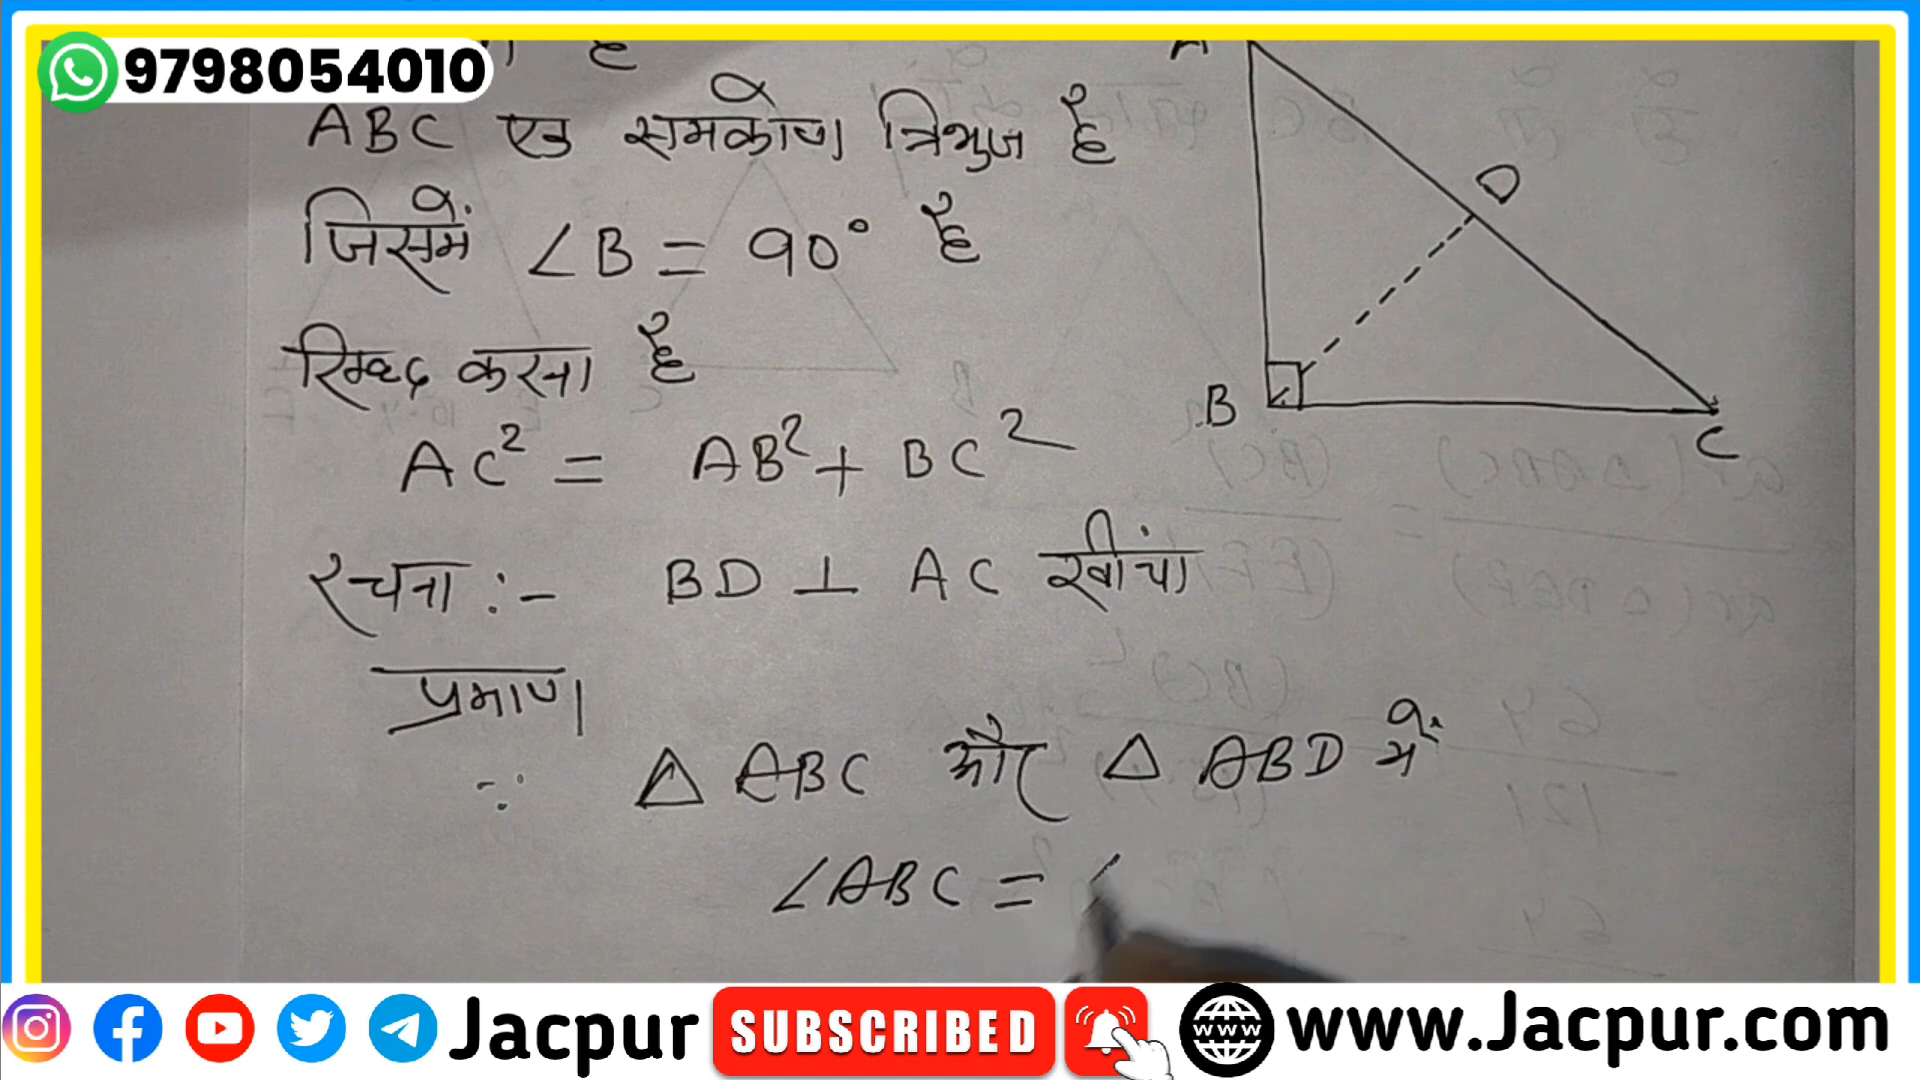 9798054010
है
A
ABC एक समकोण त्रिभुज है
D
जिसमें ∠B = 90° है
सिद्ध करना है
B
C
AC² = AB² + BC²
रचना :- BD ⊥ AC खींचा
प्रमाण
∵ △ ABC और △ ABD में
∠ABC =
Jacpur SUBSCRIBED www.Jacpur.com